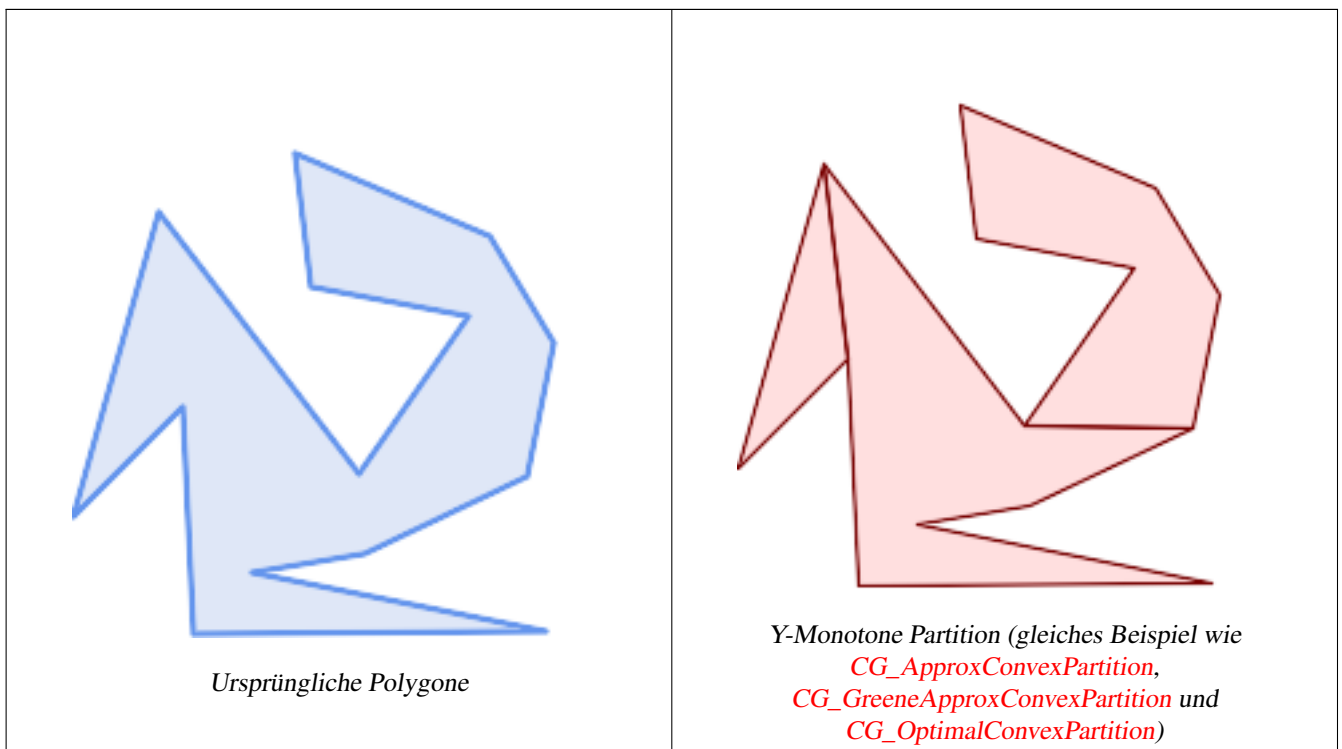 Ursprüngliche Polygone
Y-Monotone Partition (gleiches Beispiel wie
CG_ApproxConvexPartition,
CG_GreeneApproxConvexPartition und
CG_OptimalConvexPartition)